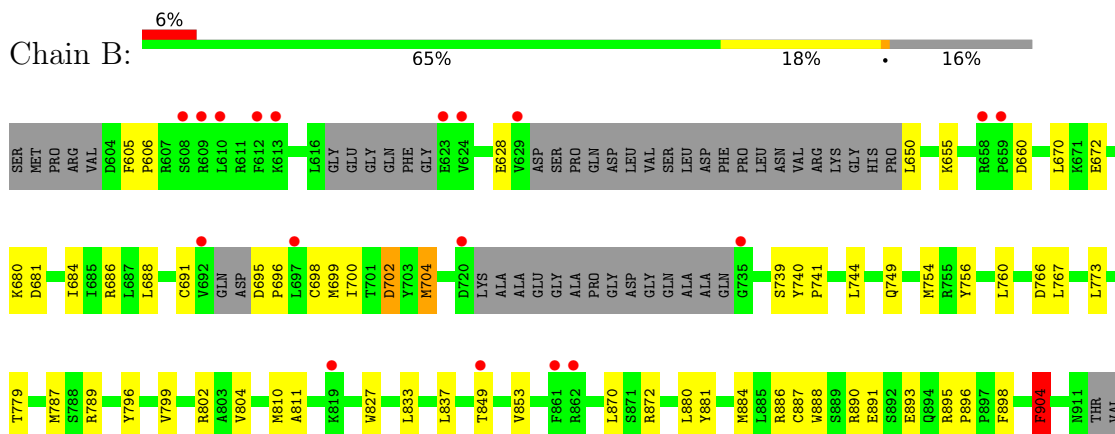 6%
Chain B:
65% 18% • 16%
SER MET PRO ARG VAL D604 F605 P606 R607 S608 R609 L610 R611 F612 K613 L616 GLY GLU GLY GLN PHE GLY E623 V624 E628 V629 ASP SER PRO GLN ASP LEU VAL SER LEU ASP PHE PRO LEU ASN VAL ARG LYS GLY HIS PRO L650 K655 R658 P659 D660 L670 K671 E672
K680 D681 I684 I685 R686 L687 L688 C691 V692 GLN ASP D695 P696 L697 C698 M699 I700 T701 D702 Y703 M704 D720 LYS ALA ALA GLU GLY ALA PRO GLY ASP GLY GLN ALA ALA GLN G735 S739 Y740 P741 L744 Q749 M754 R755 Y756 L760 D766 L767 L773
T779 M787 S788 R789 Y796 V799 R802 A803 V804 M810 A811 K819 W827 L833 L837 T849 V853 F861 R862 L870 S871 R872 L880 Y881 M884 L885 R886 C887 W888 S889 R890 E891 S892 E893 Q894 R895 P896 P897 F898 F904 N911 THR VAL